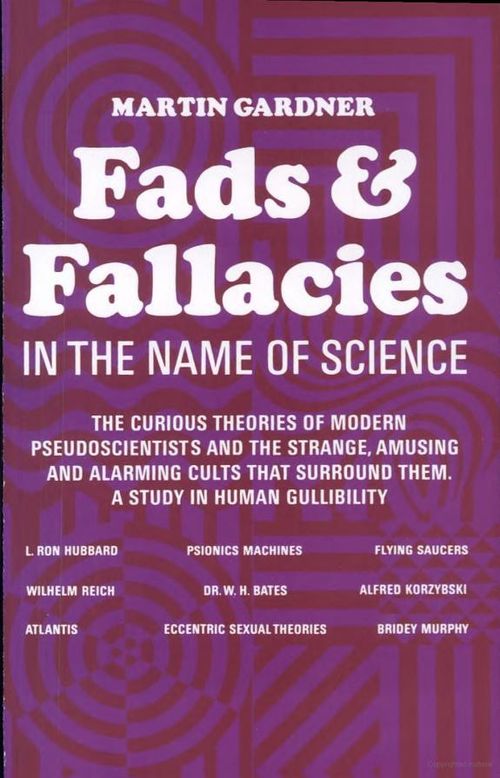 MARTIN GARDNER
Fads &
Fallacies
IN THE NAME OF SCIENCE
THE CURIOUS THEORIES OF MODERN
PSEUDOSCIENTISTS AND THE STRANGE, AMUSING
AND ALARMING CULTS THAT SURROUND THEM.
A STUDY IN HUMAN GULLIBILITY
L. RON HUBBARD PSIONICS MACHINES FLYING SAUCERS
WILHELM REICH DR. W. H. BATES ALFRED KORZYBSKI
ATLANTIS ECCENTRIC SEXUAL THEORIES BRIDEY MURPHY
Copyrighted material